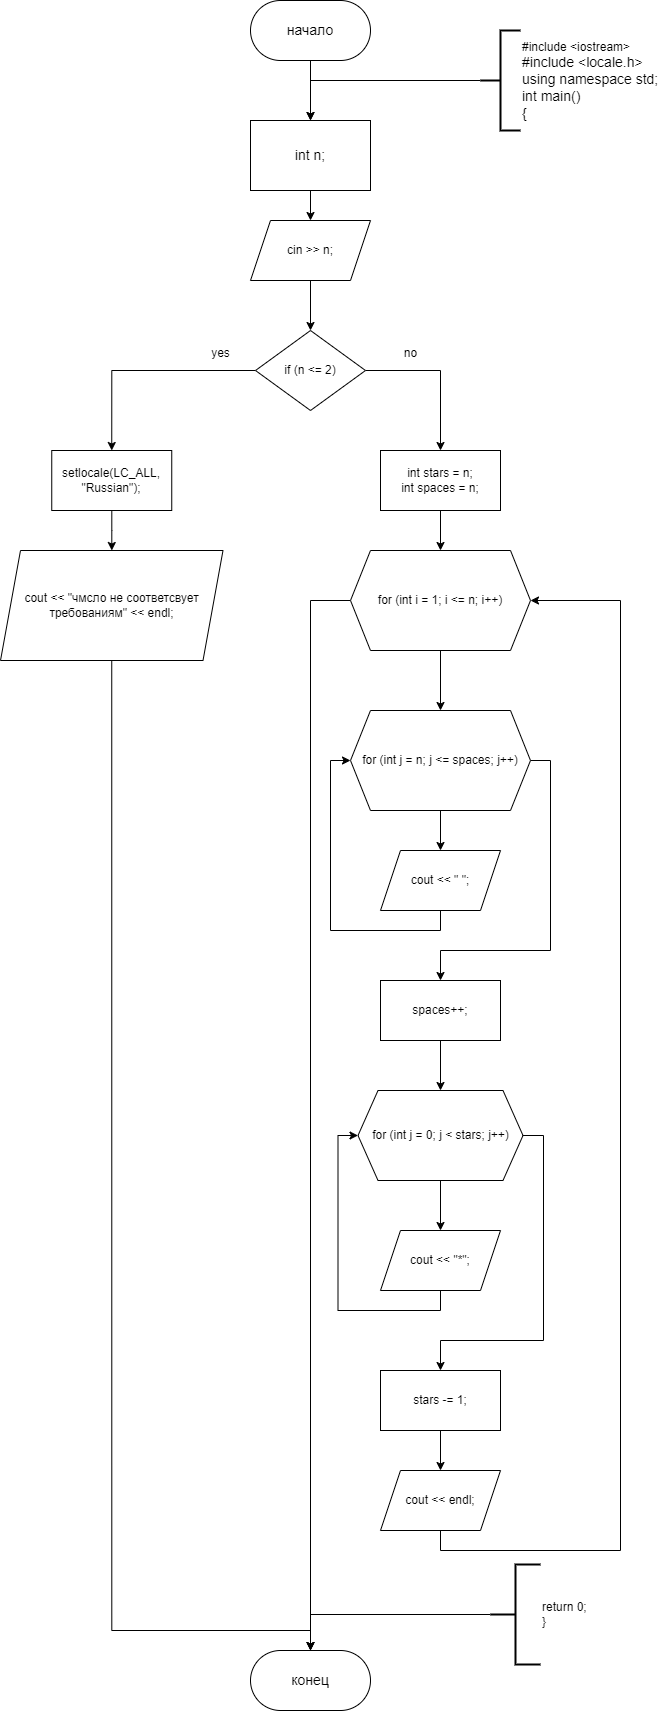 начало
#include <iostream>
#include <locale.h>
using namespace std;
int main()
{
int n;
cin >> n;
if (n <= 2)
yes
no
setlocale(LC_ALL,
"Russian");
int stars = n;
int spaces = n;
cout << "чмсло не соответсвует
требованиям" << endl;
for (int i = 1; i <= n; i++)
for (int j = n; j <= spaces; j++)
cout << " ";
spaces++;
for (int j = 0; j < stars; j++)
cout << "*";
stars -= 1;
cout << endl;
return 0;
}
конец